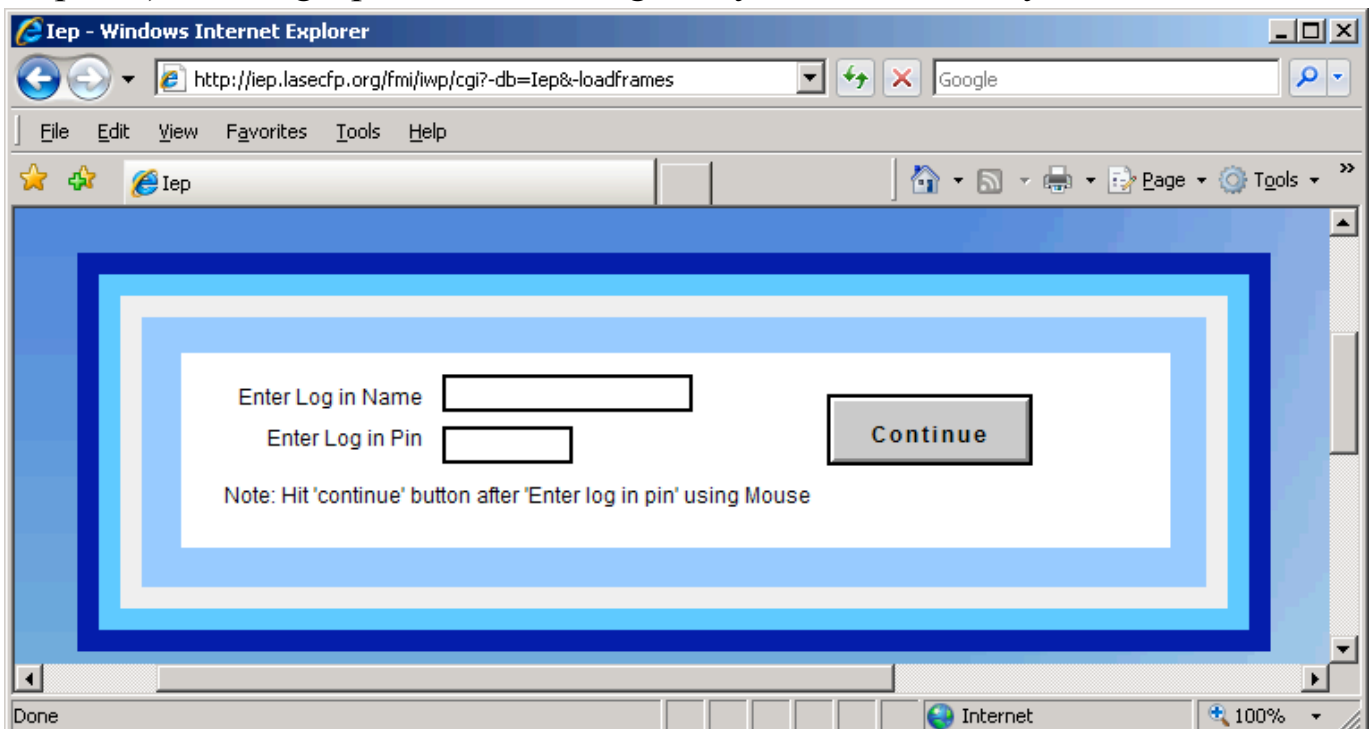 Iep - Windows Internet Explorer
http://iep.lasecfp.org/fmi/iwp/cgi?-db=Iep&-loadframes
Google
File Edit View Favorites Tools Help
Iep
Page Tools »
Enter Log in Name
Enter Log in Pin
Continue
Note: Hit 'continue' button after 'Enter log in pin' using Mouse
Done
Internet
100%